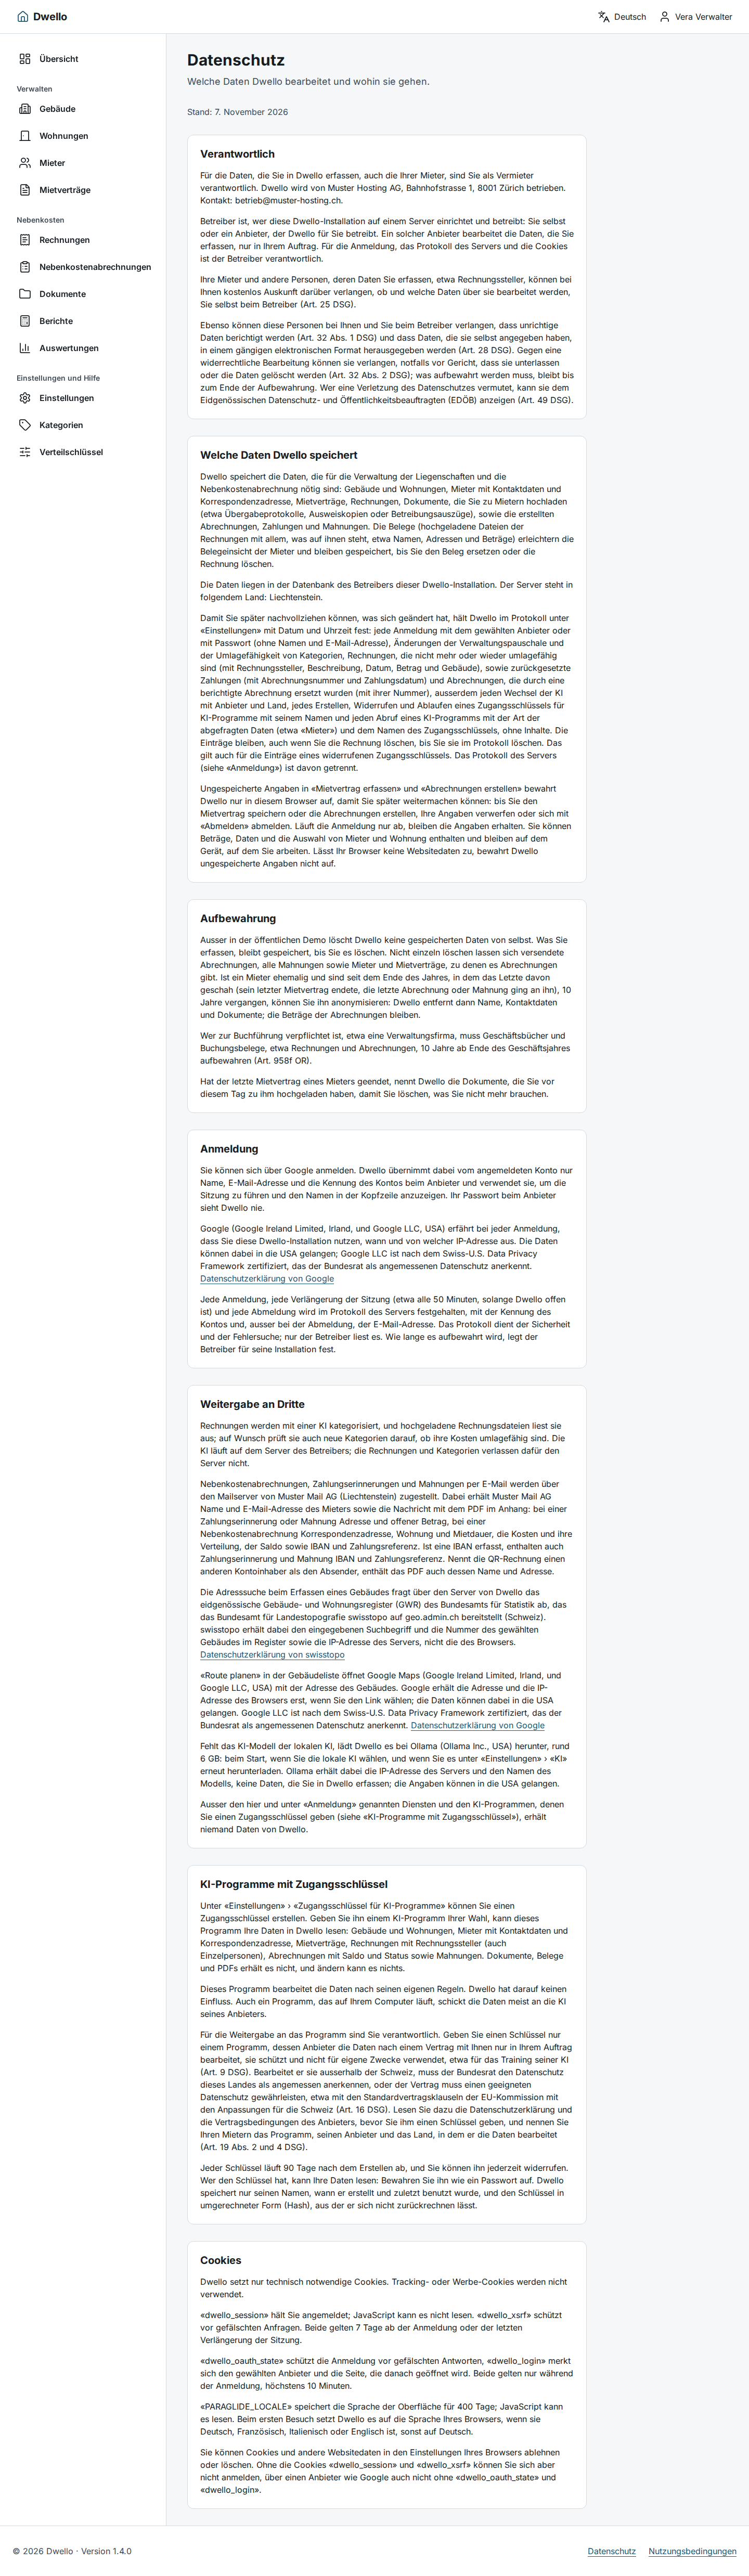 Dwello
Deutsch
Vera Verwalter
Übersicht
Verwalten
Gebäude
Wohnungen
Mieter
Mietverträge
Nebenkosten
Rechnungen
Nebenkostenabrechnungen
Dokumente
Berichte
Auswertungen
Einstellungen und Hilfe
Einstellungen
Kategorien
Verteilschlüssel
Datenschutz
Welche Daten Dwello bearbeitet und wohin sie gehen.
Stand: 7. November 2026
Verantwortlich
Für die Daten, die Sie in Dwello erfassen, auch die Ihrer Mieter, sind Sie als Vermieter
verantwortlich. Dwello wird von Muster Hosting AG, Bahnhofstrasse 1, 8001 Zürich betrieben.
Kontakt: betrieb@muster-hosting.ch.
Betreiber ist, wer diese Dwello-Installation auf einem Server einrichtet und betreibt: Sie selbst
oder ein Anbieter, der Dwello für Sie betreibt. Ein solcher Anbieter bearbeitet die Daten, die Sie
erfassen, nur in Ihrem Auftrag. Für die Anmeldung, das Protokoll des Servers und die Cookies
ist der Betreiber verantwortlich.
Ihre Mieter und andere Personen, deren Daten Sie erfassen, etwa Rechnungssteller, können bei
Ihnen kostenlos Auskunft darüber verlangen, ob und welche Daten über sie bearbeitet werden,
Sie selbst beim Betreiber (Art. 25 DSG).
Ebenso können diese Personen bei Ihnen und Sie beim Betreiber verlangen, dass unrichtige
Daten berichtigt werden (Art. 32 Abs. 1 DSG) und dass Daten, die sie selbst angegeben haben,
in einem gängigen elektronischen Format herausgegeben werden (Art. 28 DSG). Gegen eine
widerrechtliche Bearbeitung können sie verlangen, notfalls vor Gericht, dass sie unterlassen
oder die Daten gelöscht werden (Art. 32 Abs. 2 DSG); was aufbewahrt werden muss, bleibt bis
zum Ende der Aufbewahrung. Wer eine Verletzung des Datenschutzes vermutet, kann sie dem
Eidgenössischen Datenschutz- und Öffentlichkeitsbeauftragten (EDÖB) anzeigen (Art. 49 DSG).
Welche Daten Dwello speichert
Dwello speichert die Daten, die für die Verwaltung der Liegenschaften und die
Nebenkostenabrechnung nötig sind: Gebäude und Wohnungen, Mieter mit Kontaktdaten und
Korrespondenzadresse, Mietverträge, Rechnungen, Dokumente, die Sie zu Mietern hochladen
(etwa Übergabeprotokolle, Ausweiskopien oder Betreibungsauszüge), sowie die erstellten
Abrechnungen, Zahlungen und Mahnungen. Die Belege (hochgeladene Dateien der
Rechnungen mit allem, was auf ihnen steht, etwa Namen, Adressen und Beträge) erleichtern die
Belegeinsicht der Mieter und bleiben gespeichert, bis Sie den Beleg ersetzen oder die
Rechnung löschen.
Die Daten liegen in der Datenbank des Betreibers dieser Dwello-Installation. Der Server steht in
folgendem Land: Liechtenstein.
Damit Sie später nachvollziehen können, was sich geändert hat, hält Dwello im Protokoll unter
«Einstellungen» mit Datum und Uhrzeit fest: jede Anmeldung mit dem gewählten Anbieter oder
mit Passwort (ohne Namen und E-Mail-Adresse), Änderungen der Verwaltungspauschale und
der Umlagefähigkeit von Kategorien, Rechnungen, die nicht mehr oder wieder umlagefähig
sind (mit Rechnungssteller, Beschreibung, Datum, Betrag und Gebäude), sowie zurückgesetzte
Zahlungen (mit Abrechnungsnummer und Zahlungsdatum) und Abrechnungen, die durch eine
berichtigte Abrechnung ersetzt wurden (mit ihrer Nummer), ausserdem jeden Wechsel der KI
mit Anbieter und Land, jedes Erstellen, Widerrufen und Ablaufen eines Zugangsschlüssels für
KI-Programme mit seinem Namen und jeden Abruf eines KI-Programms mit der Art der
abgefragten Daten (etwa «Mieter») und dem Namen des Zugangsschlüssels, ohne Inhalte. Die
Einträge bleiben, auch wenn Sie die Rechnung löschen, bis Sie sie im Protokoll löschen. Das
gilt auch für die Einträge eines widerrufenen Zugangsschlüssels. Das Protokoll des Servers
(siehe «Anmeldung») ist davon getrennt.
Ungespeicherte Angaben in «Mietvertrag erfassen» und «Abrechnungen erstellen» bewahrt
Dwello nur in diesem Browser auf, damit Sie später weitermachen können: bis Sie den
Mietvertrag speichern oder die Abrechnungen erstellen, Ihre Angaben verwerfen oder sich mit
«Abmelden» abmelden. Läuft die Anmeldung nur ab, bleiben die Angaben erhalten. Sie können
Beträge, Daten und die Auswahl von Mieter und Wohnung enthalten und bleiben auf dem
Gerät, auf dem Sie arbeiten. Lässt Ihr Browser keine Websitedaten zu, bewahrt Dwello
ungespeicherte Angaben nicht auf.
Aufbewahrung
Ausser in der öffentlichen Demo löscht Dwello keine gespeicherten Daten von selbst. Was Sie
erfassen, bleibt gespeichert, bis Sie es löschen. Nicht einzeln löschen lassen sich versendete
Abrechnungen, alle Mahnungen sowie Mieter und Mietverträge, zu denen es Abrechnungen
gibt. Ist ein Mieter ehemalig und sind seit dem Ende des Jahres, in dem das Letzte davon
geschah (sein letzter Mietvertrag endete, die letzte Abrechnung oder Mahnung ging an ihn), 10
Jahre vergangen, können Sie ihn anonymisieren: Dwello entfernt dann Name, Kontaktdaten
und Dokumente; die Beträge der Abrechnungen bleiben.
Wer zur Buchführung verpflichtet ist, etwa eine Verwaltungsfirma, muss Geschäftsbücher und
Buchungsbelege, etwa Rechnungen und Abrechnungen, 10 Jahre ab Ende des Geschäftsjahres
aufbewahren (Art. 958f OR).
Hat der letzte Mietvertrag eines Mieters geendet, nennt Dwello die Dokumente, die Sie vor
diesem Tag zu ihm hochgeladen haben, damit Sie löschen, was Sie nicht mehr brauchen.
Anmeldung
Sie können sich über Google anmelden. Dwello übernimmt dabei vom angemeldeten Konto nur
Name, E-Mail-Adresse und die Kennung des Kontos beim Anbieter und verwendet sie, um die
Sitzung zu führen und den Namen in der Kopfzeile anzuzeigen. Ihr Passwort beim Anbieter
sieht Dwello nie.
Google (Google Ireland Limited, Irland, und Google LLC, USA) erfährt bei jeder Anmeldung,
dass Sie diese Dwello-Installation nutzen, wann und von welcher IP-Adresse aus. Die Daten
können dabei in die USA gelangen; Google LLC ist nach dem Swiss-U.S. Data Privacy
Framework zertifiziert, das der Bundesrat als angemessenen Datenschutz anerkennt.
Datenschutzerklärung von Google
Jede Anmeldung, jede Verlängerung der Sitzung (etwa alle 50 Minuten, solange Dwello offen
ist) und jede Abmeldung wird im Protokoll des Servers festgehalten, mit der Kennung des
Kontos und, ausser bei der Abmeldung, der E-Mail-Adresse. Das Protokoll dient der Sicherheit
und der Fehlersuche; nur der Betreiber liest es. Wie lange es aufbewahrt wird, legt der
Betreiber für seine Installation fest.
Weitergabe an Dritte
Rechnungen werden mit einer KI kategorisiert, und hochgeladene Rechnungsdateien liest sie
aus; auf Wunsch prüft sie auch neue Kategorien darauf, ob ihre Kosten umlagefähig sind. Die
KI läuft auf dem Server des Betreibers; die Rechnungen und Kategorien verlassen dafür den
Server nicht.
Nebenkostenabrechnungen, Zahlungserinnerungen und Mahnungen per E-Mail werden über
den Mailserver von Muster Mail AG (Liechtenstein) zugestellt. Dabei erhält Muster Mail AG
Name und E-Mail-Adresse des Mieters sowie die Nachricht mit dem PDF im Anhang: bei einer
Zahlungserinnerung oder Mahnung Adresse und offener Betrag, bei einer
Nebenkostenabrechnung Korrespondenzadresse, Wohnung und Mietdauer, die Kosten und ihre
Verteilung, der Saldo sowie IBAN und Zahlungsreferenz. Ist eine IBAN erfasst, enthalten auch
Zahlungserinnerung und Mahnung IBAN und Zahlungsreferenz. Nennt die QR-Rechnung einen
anderen Kontoinhaber als den Absender, enthält das PDF auch dessen Name und Adresse.
Die Adresssuche beim Erfassen eines Gebäudes fragt über den Server von Dwello das
eidgenössische Gebäude- und Wohnungsregister (GWR) des Bundesamts für Statistik ab, das
das Bundesamt für Landestopografie swisstopo auf geo.admin.ch bereitstellt (Schweiz).
swisstopo erhält dabei den eingegebenen Suchbegriff und die Nummer des gewählten
Gebäudes im Register sowie die IP-Adresse des Servers, nicht die des Browsers.
Datenschutzerklärung von swisstopo
«Route planen» in der Gebäudeliste öffnet Google Maps (Google Ireland Limited, Irland, und
Google LLC, USA) mit der Adresse des Gebäudes. Google erhält die Adresse und die IP-
Adresse des Browsers erst, wenn Sie den Link wählen; die Daten können dabei in die USA
gelangen. Google LLC ist nach dem Swiss-U.S. Data Privacy Framework zertifiziert, das der
Bundesrat als angemessenen Datenschutz anerkennt. Datenschutzerklärung von Google
Fehlt das KI-Modell der lokalen KI, lädt Dwello es bei Ollama (Ollama Inc., USA) herunter, rund
6 GB: beim Start, wenn Sie die lokale KI wählen, und wenn Sie es unter «Einstellungen» › «KI»
erneut herunterladen. Ollama erhält dabei die IP-Adresse des Servers und den Namen des
Modells, keine Daten, die Sie in Dwello erfassen; die Angaben können in die USA gelangen.
Ausser den hier und unter «Anmeldung» genannten Diensten und den KI-Programmen, denen
Sie einen Zugangsschlüssel geben (siehe «KI-Programme mit Zugangsschlüssel»), erhält
niemand Daten von Dwello.
KI-Programme mit Zugangsschlüssel
Unter «Einstellungen» › «Zugangsschlüssel für KI-Programme» können Sie einen
Zugangsschlüssel erstellen. Geben Sie ihn einem KI-Programm Ihrer Wahl, kann dieses
Programm Ihre Daten in Dwello lesen: Gebäude und Wohnungen, Mieter mit Kontaktdaten und
Korrespondenzadresse, Mietverträge, Rechnungen mit Rechnungssteller (auch
Einzelpersonen), Abrechnungen mit Saldo und Status sowie Mahnungen. Dokumente, Belege
und PDFs erhält es nicht, und ändern kann es nichts.
Dieses Programm bearbeitet die Daten nach seinen eigenen Regeln. Dwello hat darauf keinen
Einfluss. Auch ein Programm, das auf Ihrem Computer läuft, schickt die Daten meist an die KI
seines Anbieters.
Für die Weitergabe an das Programm sind Sie verantwortlich. Geben Sie einen Schlüssel nur
einem Programm, dessen Anbieter die Daten nach einem Vertrag mit Ihnen nur in Ihrem Auftrag
bearbeitet, sie schützt und nicht für eigene Zwecke verwendet, etwa für das Training seiner KI
(Art. 9 DSG). Bearbeitet er sie ausserhalb der Schweiz, muss der Bundesrat den Datenschutz
dieses Landes als angemessen anerkennen, oder der Vertrag muss einen geeigneten
Datenschutz gewährleisten, etwa mit den Standardvertragsklauseln der EU-Kommission mit
den Anpassungen für die Schweiz (Art. 16 DSG). Lesen Sie dazu die Datenschutzerklärung und
die Vertragsbedingungen des Anbieters, bevor Sie ihm einen Schlüssel geben, und nennen Sie
Ihren Mietern das Programm, seinen Anbieter und das Land, in dem er die Daten bearbeitet
(Art. 19 Abs. 2 und 4 DSG).
Jeder Schlüssel läuft 90 Tage nach dem Erstellen ab, und Sie können ihn jederzeit widerrufen.
Wer den Schlüssel hat, kann Ihre Daten lesen: Bewahren Sie ihn wie ein Passwort auf. Dwello
speichert nur seinen Namen, wann er erstellt und zuletzt benutzt wurde, und den Schlüssel in
umgerechneter Form (Hash), aus der er sich nicht zurückrechnen lässt.
Cookies
Dwello setzt nur technisch notwendige Cookies. Tracking- oder Werbe-Cookies werden nicht
verwendet.
«dwello_session» hält Sie angemeldet; JavaScript kann es nicht lesen. «dwello_xsrf» schützt
vor gefälschten Anfragen. Beide gelten 7 Tage ab der Anmeldung oder der letzten
Verlängerung der Sitzung.
«dwello_oauth_state» schützt die Anmeldung vor gefälschten Antworten, «dwello_login» merkt
sich den gewählten Anbieter und die Seite, die danach geöffnet wird. Beide gelten nur während
der Anmeldung, höchstens 10 Minuten.
«PARAGLIDE_LOCALE» speichert die Sprache der Oberfläche für 400 Tage; JavaScript kann
es lesen. Beim ersten Besuch setzt Dwello es auf die Sprache Ihres Browsers, wenn sie
Deutsch, Französisch, Italienisch oder Englisch ist, sonst auf Deutsch.
Sie können Cookies und andere Websitedaten in den Einstellungen Ihres Browsers ablehnen
oder löschen. Ohne die Cookies «dwello_session» und «dwello_xsrf» können Sie sich aber
nicht anmelden, über einen Anbieter wie Google auch nicht ohne «dwello_oauth_state» und
«dwello_login».
© 2026 Dwello · Version 1.4.0
Datenschutz
Nutzungsbedingungen